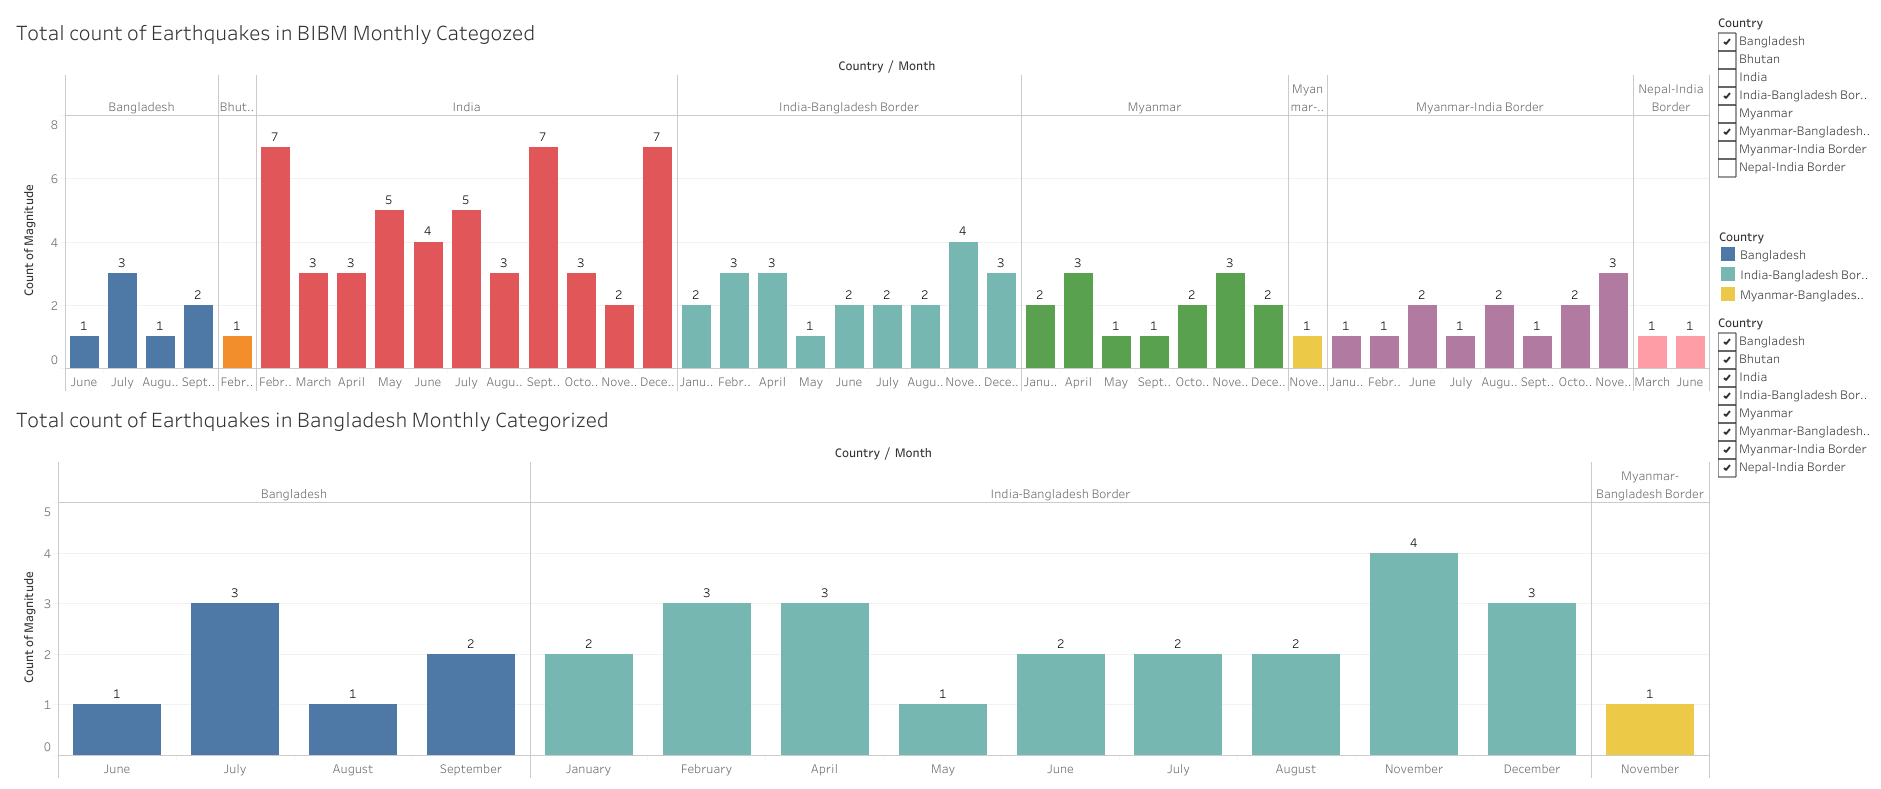 Total count of Earthquakes in BIBM Monthly Categozed
Country / Month
Bangladesh Bhut.. India India-Bangladesh Border Myanmar Myan mar-.. Myanmar-India Border Nepal-India Border
Count of Magnitude
8
6
4
2
0
1 3 1 2 1 7 3 3 5 4 5 3 7 3 2 7 2 3 3 1 2 2 2 4 3 2 3 1 1 2 3 2 1 1 1 2 1 2 1 2 3 1 1
June July Augu.. Sept.. Febr.. Febr.. March April May June July Augu.. Sept.. Octo.. Nove.. Dece.. Janu.. Febr.. April May June July Augu.. Nove.. Dece.. Janu.. April May Sept.. Octo.. Nove.. Dece.. Nove.. Janu.. Febr.. June July Augu.. Sept.. Octo.. Nove.. March June
Total count of Earthquakes in Bangladesh Monthly Categorized
Country / Month
Bangladesh India-Bangladesh Border Myanmar-Bangladesh Border
Count of Magnitude
5
4
3
2
1
0
1 3 1 2 2 3 3 1 2 2 2 4 3 1
June July August September January February April May June July August November December November
Country
Bangladesh
Bhutan
India
India-Bangladesh Bor..
Myanmar
Myanmar-Bangladesh..
Myanmar-India Border
Nepal-India Border
Country
Bangladesh
India-Bangladesh Bor..
Myanmar-Banglades..
Country
Bangladesh
Bhutan
India
India-Bangladesh Bor..
Myanmar
Myanmar-Bangladesh..
Myanmar-India Border
Nepal-India Border